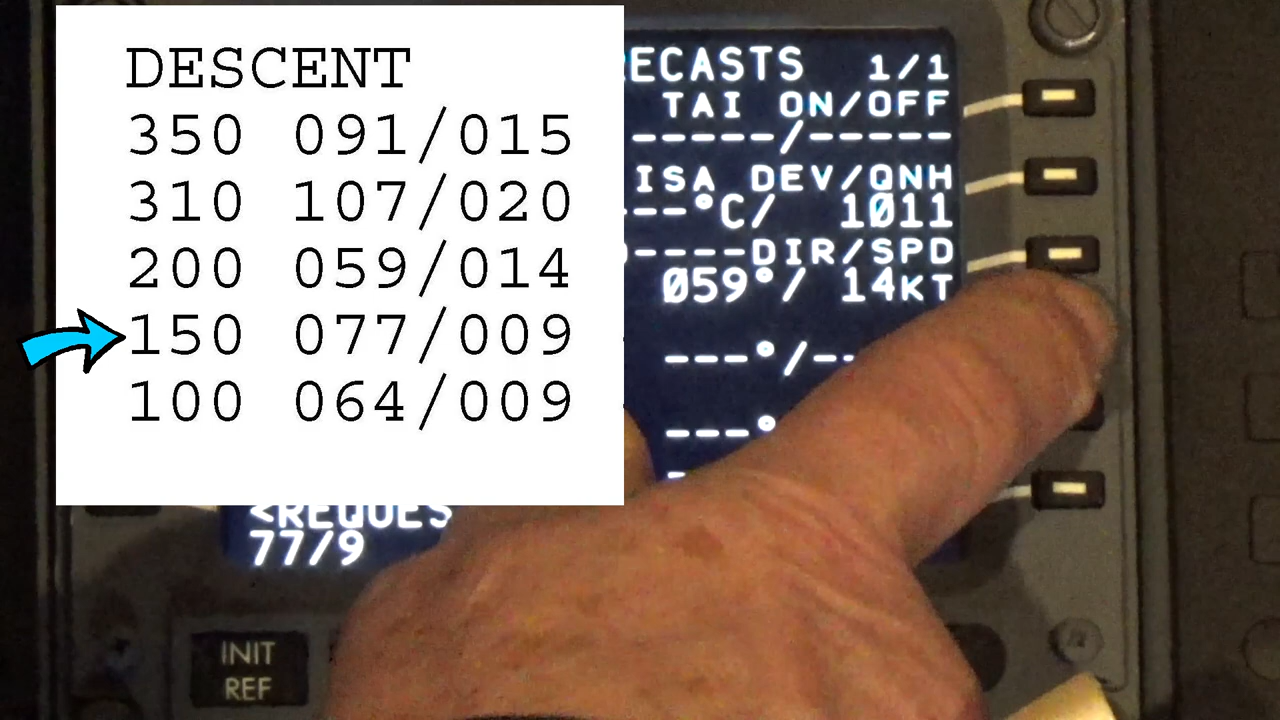 DESCENT
350 091/015
310 107/020
200 059/014
150 077/009
100 064/009
ECASTS 1/1
TAI ON/OFF
-----/-----
ISA DEV/QNH
---°C/ 1011
----DIR/SPD
059°/ 14KT
---°/--
---°
<REQUES
77/9
INIT
REF